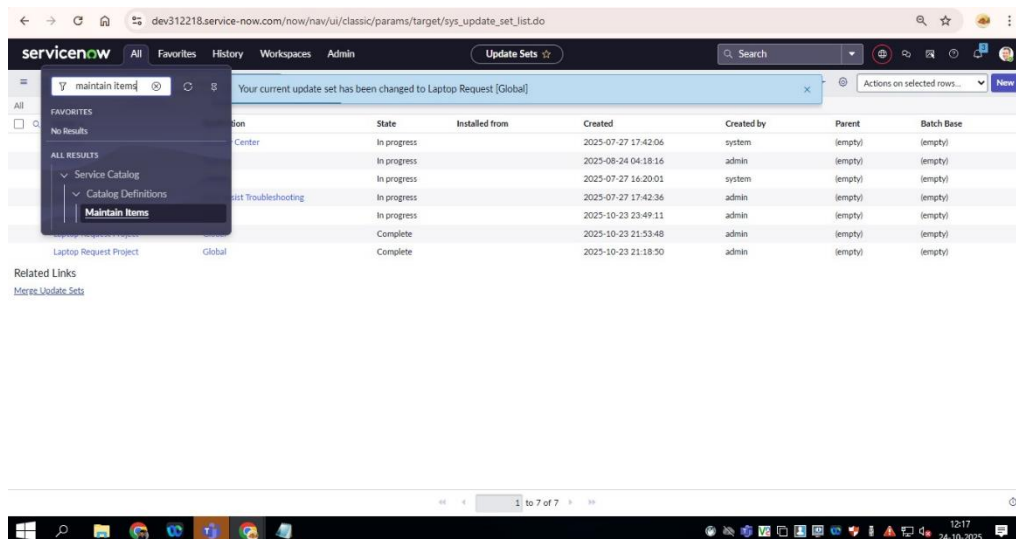 dev312218.service-now.com/now/nav/ui/classic/params/target/sys_update_set_list.do
servicenow All Favorites History Workspaces Admin Update Sets Search 3
maintain items Your current update set has been changed to Laptop Request [Global] × Actions on selected rows... New
All
FAVORITES
No Results
State Installed from Created Created by Parent Batch Base
Center In progress 2025-07-27 17:42:06 system (empty) (empty)
ALL RESULTS
In progress 2025-08-24 04:18:16 admin (empty) (empty)
Service Catalog
In progress 2025-07-27 16:20:01 system (empty) (empty)
Catalog Definitions
Troubleshooting In progress 2025-07-27 17:42:36 admin (empty) (empty)
Maintain Items
In progress 2025-10-23 23:49:11 admin (empty) (empty)
Complete 2025-10-23 21:53:48 admin (empty) (empty)
Laptop Request Project Global Complete 2025-10-23 21:18:50 admin (empty) (empty)
Related Links
Merge Update Sets
1 to 7 of 7
12:17
24-10-2025